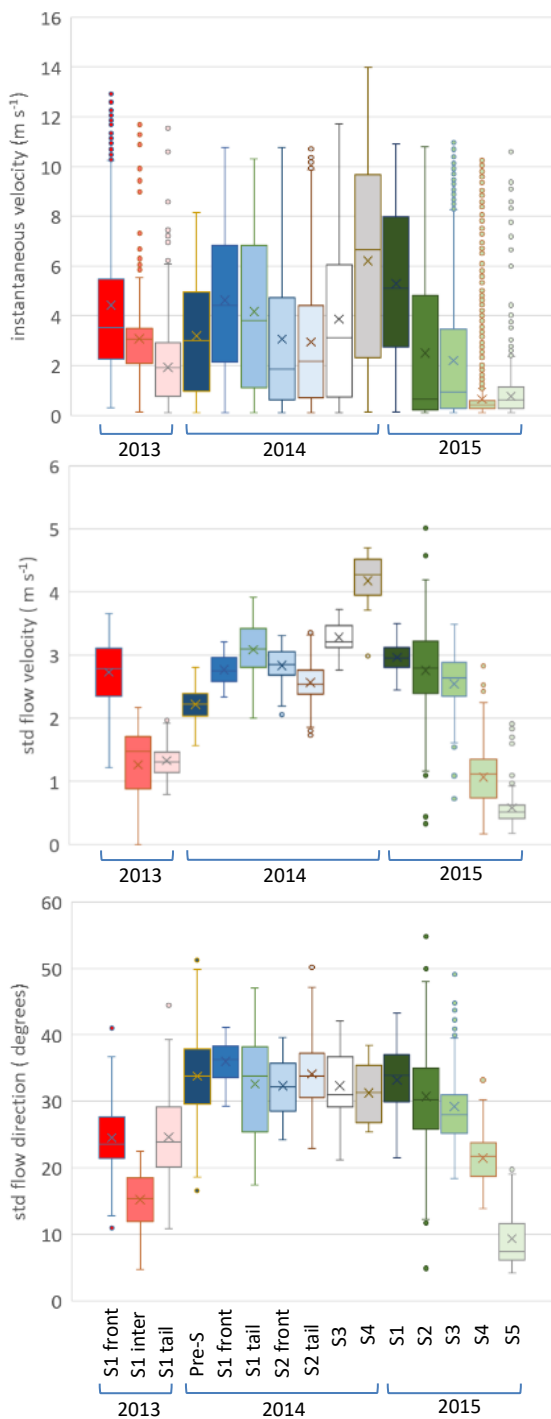 instantaneous velocity (m s⁻¹)
16
14
12
10
8
6
4
2
0
2013 2014 2015
std flow velocity ( m s⁻¹)
6
5
4
3
2
1
0
2013 2014 2015
std flow direction ( degrees)
60
50
40
30
20
10
0
S1 front
S1 inter
S1 tail
Pre-S
S1 front
S1 tail
S2 front
S2 tail
S3
S4
S1
S2
S3
S4
S5
2013 2014 2015